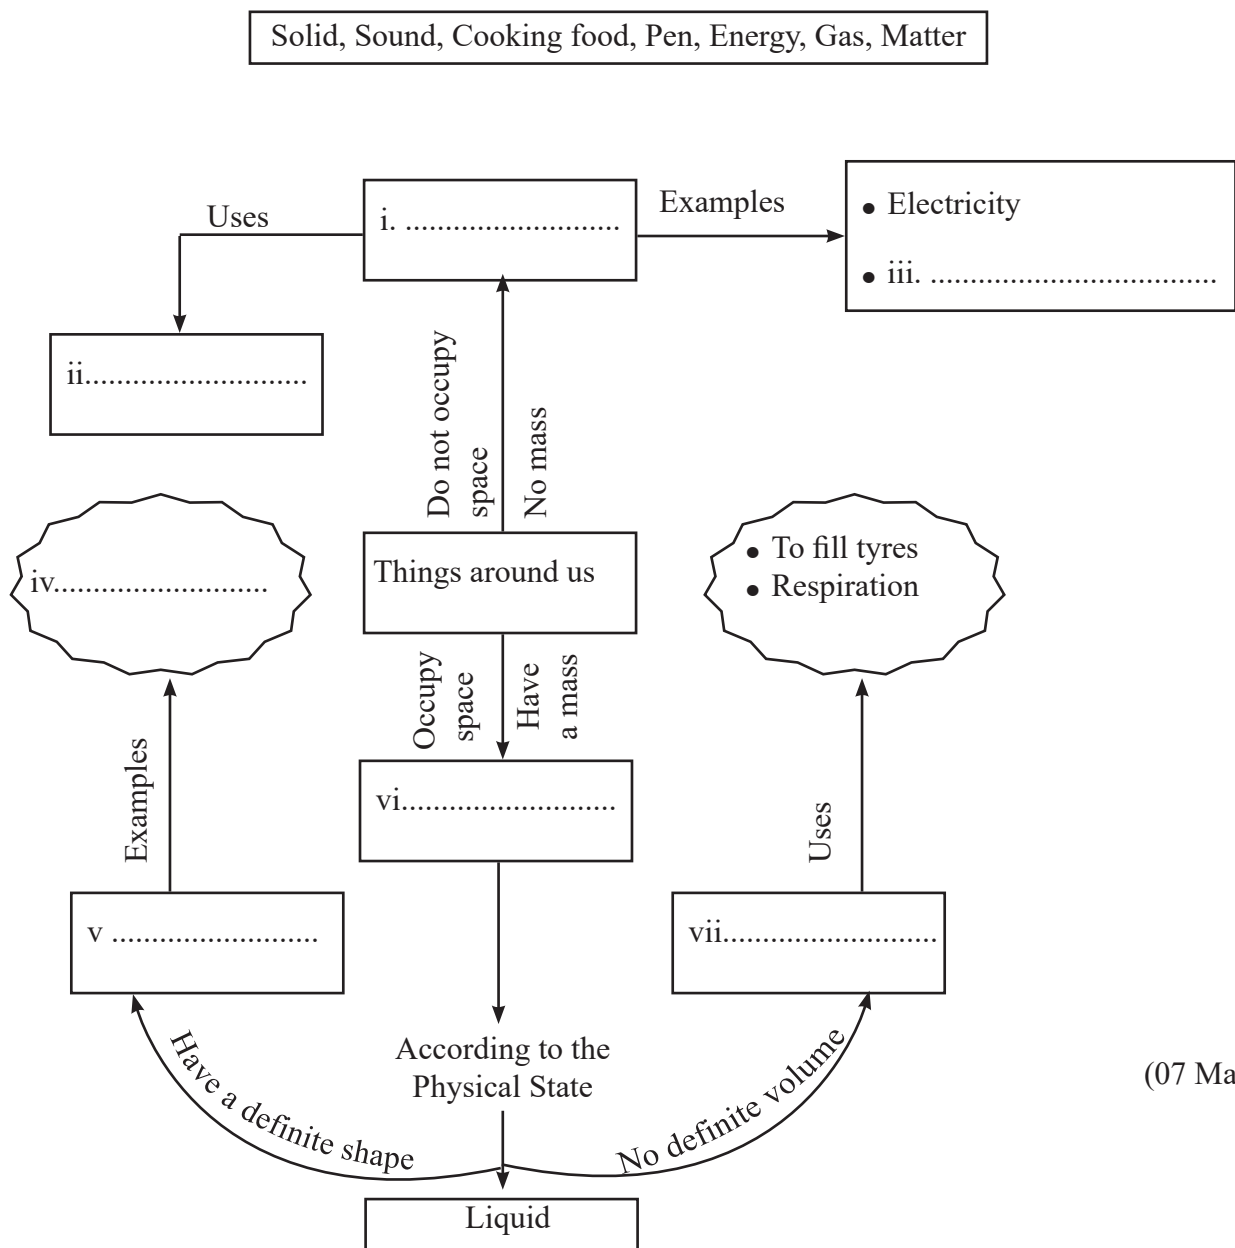 Solid, Sound, Cooking food, Pen, Energy, Gas, Matter
Uses
i. ...........................
Examples
• Electricity
• iii. ....................................
ii............................
Do not occupy
space
No mass
iv...........................
Things around us
• To fill tyres
• Respiration
Occupy
space
Have
a mass
Examples
vi...........................
Uses
v ..........................
vii...........................
According to the
Physical State
Have a definite shape
No definite volume
(07 Ma
Liquid